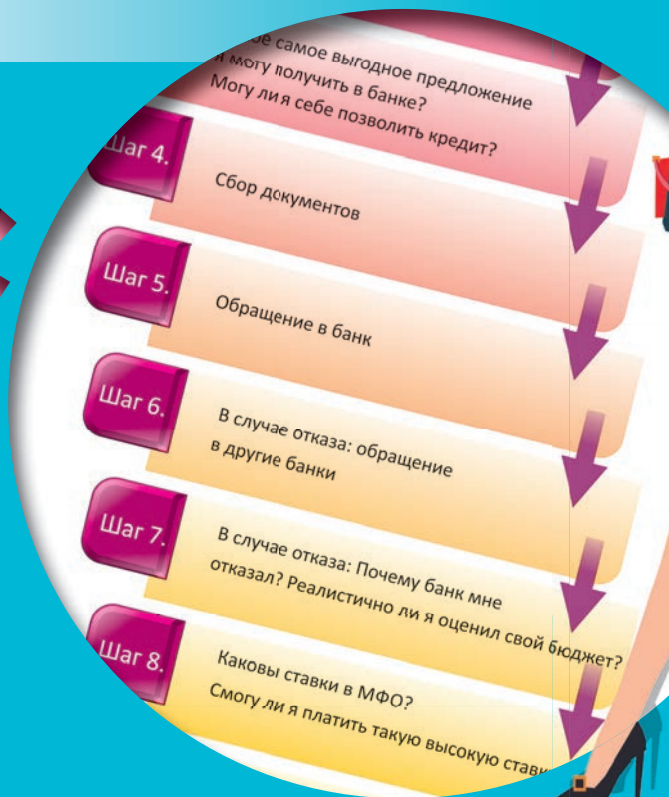 самое выгодное предложение
я могу получить в банке?
Могу ли я себе позволить кредит?
Шаг 4.
Сбор документов
Шаг 5.
Обращение в банк
Шаг 6.
В случае отказа: обращение
в другие банки
Шаг 7.
В случае отказа: Почему банк мне
отказал? Реалистично ли я оценил свой бюджет?
Шаг 8.
Каковы ставки в МФО?
Смогу ли я платить такую высокую